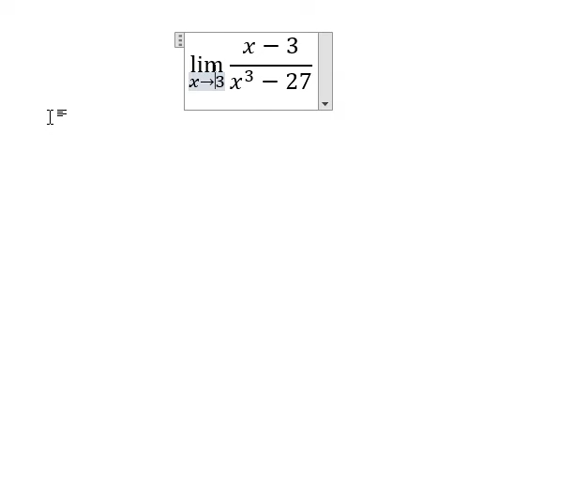 lim x→3 x − 3 / x³ − 27